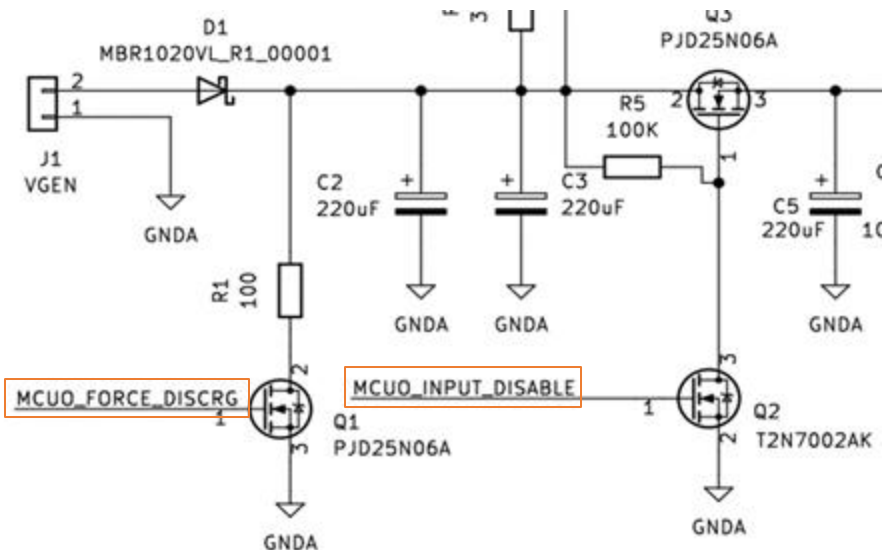 D1
MBR1020VL_R1_00001
Q3
PJD25N06A
2
1
J1
VGEN
GNDA
R5
100K
2
3
1
C2
220uF
+
+
C3
220uF
+
C5
220uF
GNDA
GNDA
GNDA
R1
100
MCUO_FORCE_DISCRG
1
2
3
Q1
PJD25N06A
GNDA
MCUO_INPUT_DISABLE
1
3
2
Q2
T2N7002AK
GNDA